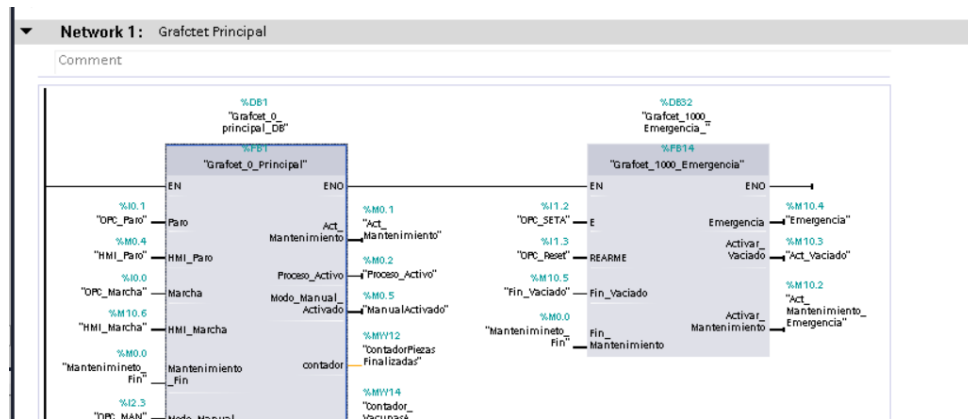 Network 1: Grafctet Principal
Comment
%DB1
"Grafcet_0_
principal_DB"
%FB1
"Grafcet_0_Principal"
EN
ENO
%I0.1
"OPC_Paro"
Paro
%M0.4
"HMI_Paro"
HMI_Paro
%I0.0
"OPC_Marcha"
Marcha
%M10.6
"HMI_Marcha"
HMI_Marcha
%M0.0
"Mantenimineto_
Fin"
Mantenimiento
_Fin
%I2.3
"OPC_MAN"
Modo_Manual
Act_
Mantenimiento
%M0.1
"Act_
Mantenimiento"
Proceso_Activo
%M0.2
"Proceso_Activo"
Modo_Manual_
Activado
%M0.5
"ManualActivado"
contador
%MW12
"ContadorPiezas
Finalizadas"
%MW14
"Contador_
%DB32
"Grafcet_1000_
Emergencia_"
%FB14
"Grafcet_1000_Emergencia"
EN
ENO
%I1.2
"OPC_SETA"
E
%I1.3
"OPC_Reset"
REARME
%M10.5
"Fin_Vaciado"
Fin_Vaciado
%M0.0
"Mantenimineto_
Fin"
Fin_
Mantenimiento
Emergencia
%M10.4
"Emergencia"
Activar_
Vaciado
%M10.3
"Act_Vaciado"
Activar_
Mantenimiento
%M10.2
"Act_
Mantenimiento_
Emergencia"